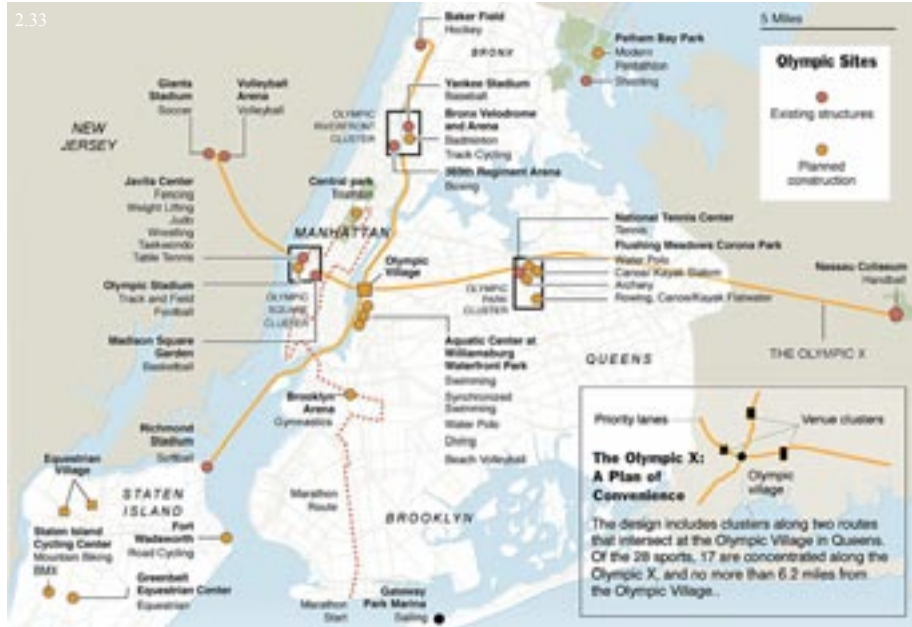 2.33
Baker Field
Hockey
BRONX
Pelham Bay Park
Modern
Pentathlon
Shooting
5 Miles
Olympic Sites
Existing structures
Planned
construction
Giants
Stadium
Soccer
Volleyball
Arena
Volleyball
NEW
JERSEY
OLYMPIC
RIVERFRONT
CLUSTER
Yankee Stadium
Baseball
Bronx Velodrome
and Arena
Badminton
Track Cycling
369th Regiment Arena
Boxing
Javits Center
Fencing
Weight Lifting
Judo
Wrestling
Taekwondo
Table Tennis
Central park
Triathlon
MANHATTAN
Olympic
Village
National Tennis Center
Tennis
Flushing Meadows Corona Park
Water Polo
Canoe/ Kayak Slalom
Archery
Rowing, Canoe/Kayak Flatwater
Nassau Coliseum
Handball
Olympic Stadium
Track and Field
Football
OLYMPIC
SQUARE
CLUSTER
OLYMPIC
PARK
CLUSTER
Madison Square
Garden
Basketball
Aquatic Center at
Williamsburg
Waterfront Park
Swimming
Synchronized
Swimming
Water Polo
Diving
Beach Volleyball
QUEENS
THE OLYMPIC X
Brooklyn
Arena
Gymnastics
Richmond
Stadium
Softball
Equestrian
Village
STATEN
ISLAND
Staten Island
Cycling Center
Mountain Biking
BMX
Fort
Wadsworth
Road Cycling
Greenbelt
Equestrian Center
Equestrian
Marathon
Route
BROOKLYN
Marathon
Start
Gateway
Park Marina
Sailing
Priority lanes
Venue clusters
Olympic
village
The Olympic X:
A Plan of
Convenience
The design includes clusters along two routes
that intersect at the Olympic Village in Queens.
Of the 28 sports, 17 are concentrated along the
Olympic X, and no more than 6.2 miles from
the Olympic Village..